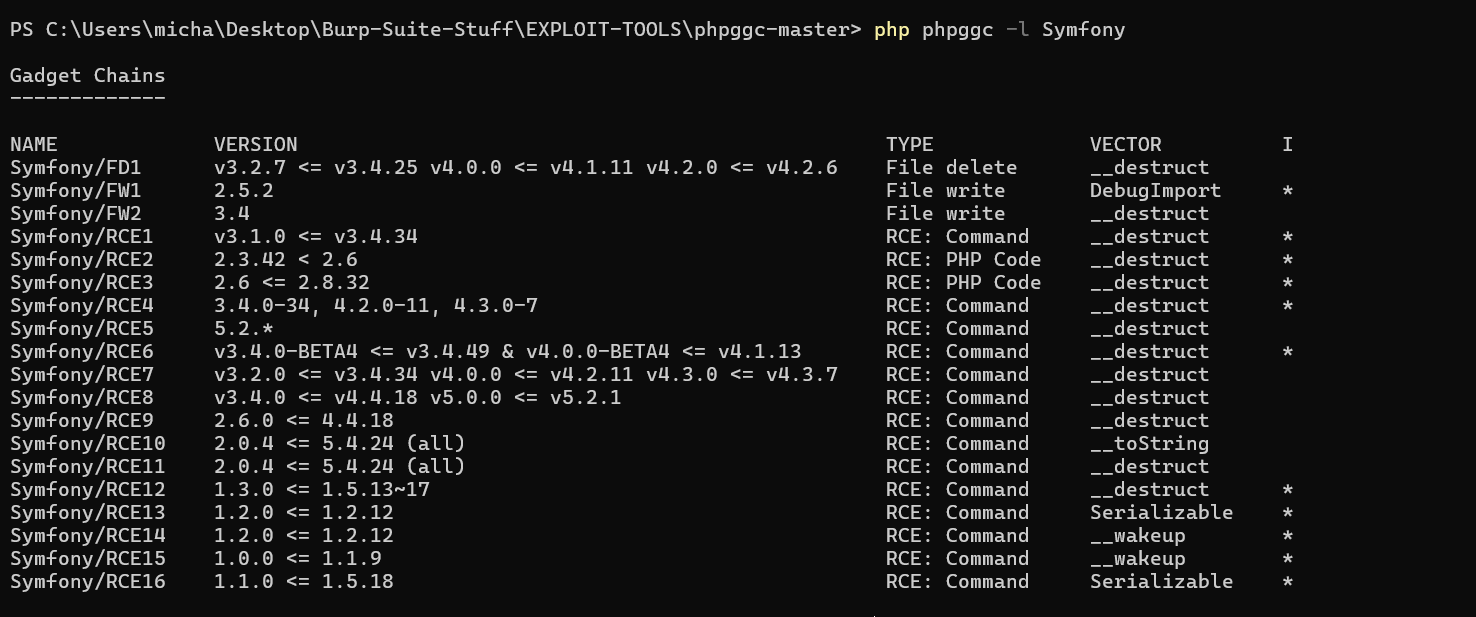 PS C:\Users\micha\Desktop\Burp-Suite-Stuff\EXPLOIT-TOOLS\phpggc-master> php phpggc -l Symfony
Gadget Chains
-------------
NAME VERSION TYPE VECTOR I
Symfony/FD1 v3.2.7 <= v3.4.25 v4.0.0 <= v4.1.11 v4.2.0 <= v4.2.6 File delete __destruct
Symfony/FW1 2.5.2 File write DebugImport *
Symfony/FW2 3.4 File write __destruct
Symfony/RCE1 v3.1.0 <= v3.4.34 RCE: Command __destruct *
Symfony/RCE2 2.3.42 < 2.6 RCE: PHP Code __destruct *
Symfony/RCE3 2.6 <= 2.8.32 RCE: PHP Code __destruct *
Symfony/RCE4 3.4.0-34, 4.2.0-11, 4.3.0-7 RCE: Command __destruct *
Symfony/RCE5 5.2.* RCE: Command __destruct
Symfony/RCE6 v3.4.0-BETA4 <= v3.4.49 & v4.0.0-BETA4 <= v4.1.13 RCE: Command __destruct *
Symfony/RCE7 v3.2.0 <= v3.4.34 v4.0.0 <= v4.2.11 v4.3.0 <= v4.3.7 RCE: Command __destruct
Symfony/RCE8 v3.4.0 <= v4.4.18 v5.0.0 <= v5.2.1 RCE: Command __destruct
Symfony/RCE9 2.6.0 <= 4.4.18 RCE: Command __destruct
Symfony/RCE10 2.0.4 <= 5.4.24 (all) RCE: Command __toString
Symfony/RCE11 2.0.4 <= 5.4.24 (all) RCE: Command __destruct
Symfony/RCE12 1.3.0 <= 1.5.13~17 RCE: Command __destruct *
Symfony/RCE13 1.2.0 <= 1.2.12 RCE: Command Serializable *
Symfony/RCE14 1.2.0 <= 1.2.12 RCE: Command __wakeup *
Symfony/RCE15 1.0.0 <= 1.1.9 RCE: Command __wakeup *
Symfony/RCE16 1.1.0 <= 1.5.18 RCE: Command Serializable *